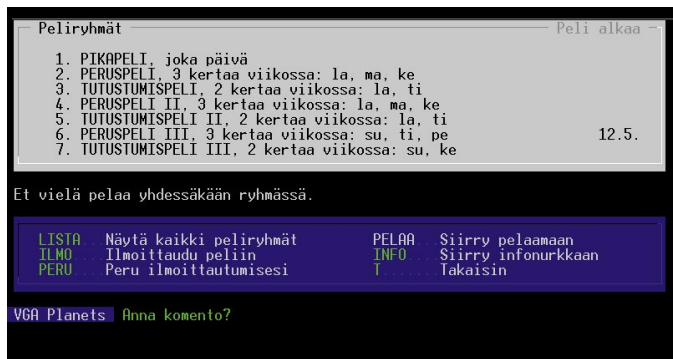 Peliryhmät Peli alkaa
1. PIKAPELI, joka päivä
2. PERUSPELI, 3 kertaa viikossa: la, ma, ke
3. TUTUSTUMISPELI, 2 kertaa viikossa: la, ti
4. PERUSPELI II, 3 kertaa viikossa: la, ma, ke
5. TUTUSTUMISPELI II, 2 kertaa viikossa: la, ti
6. PERUSPELI III, 3 kertaa viikossa: su, ti, pe 12.5.
7. TUTUSTUMISPELI III, 2 kertaa viikossa: su, ke
Et vielä pelaa yhdessäkään ryhmässä.
LISTA...Näytä kaikki peliryhmät PELAA...Siirry pelaamaan
ILMO....Ilmoittaudu peliin INFO....Siirry infonurkkaan
PERU....Peru ilmoittautumisesi T.......Takaisin
VGA Planets Anna komento?